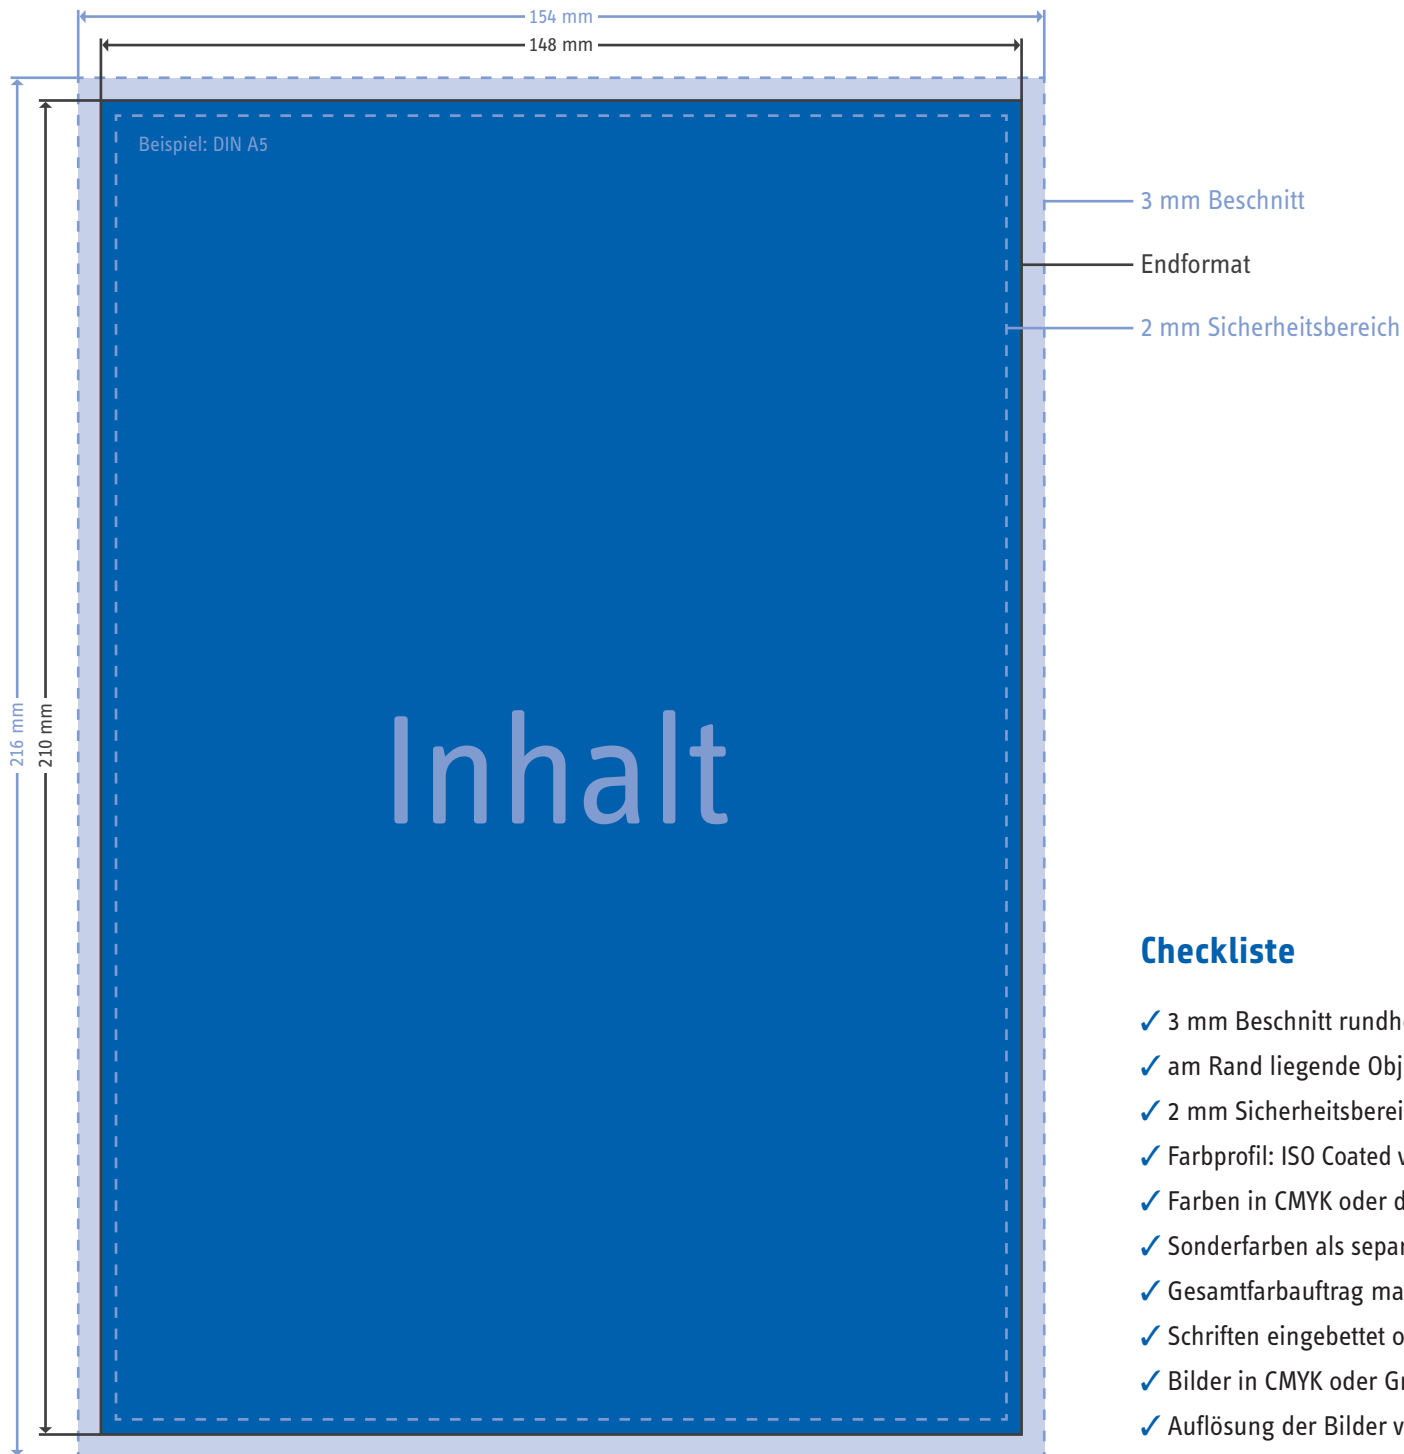 154 mm
148 mm
Beispiel: DIN A5
3 mm Beschnitt
Endformat
2 mm Sicherheitsbereich
216 mm
210 mm
Inhalt
Checkliste
✓ 3 mm Beschnitt
✓ am Rand liegende
✓ 2 mm
✓ Farbprofil: ISO Coated
✓ Farben in CMYK oder
✓ Sonderfarben als
✓ Gesamtfarbauftrag
✓ Schriften eingebettet
✓ Bilder in CMYK oder
✓ Auflösung der Bilder